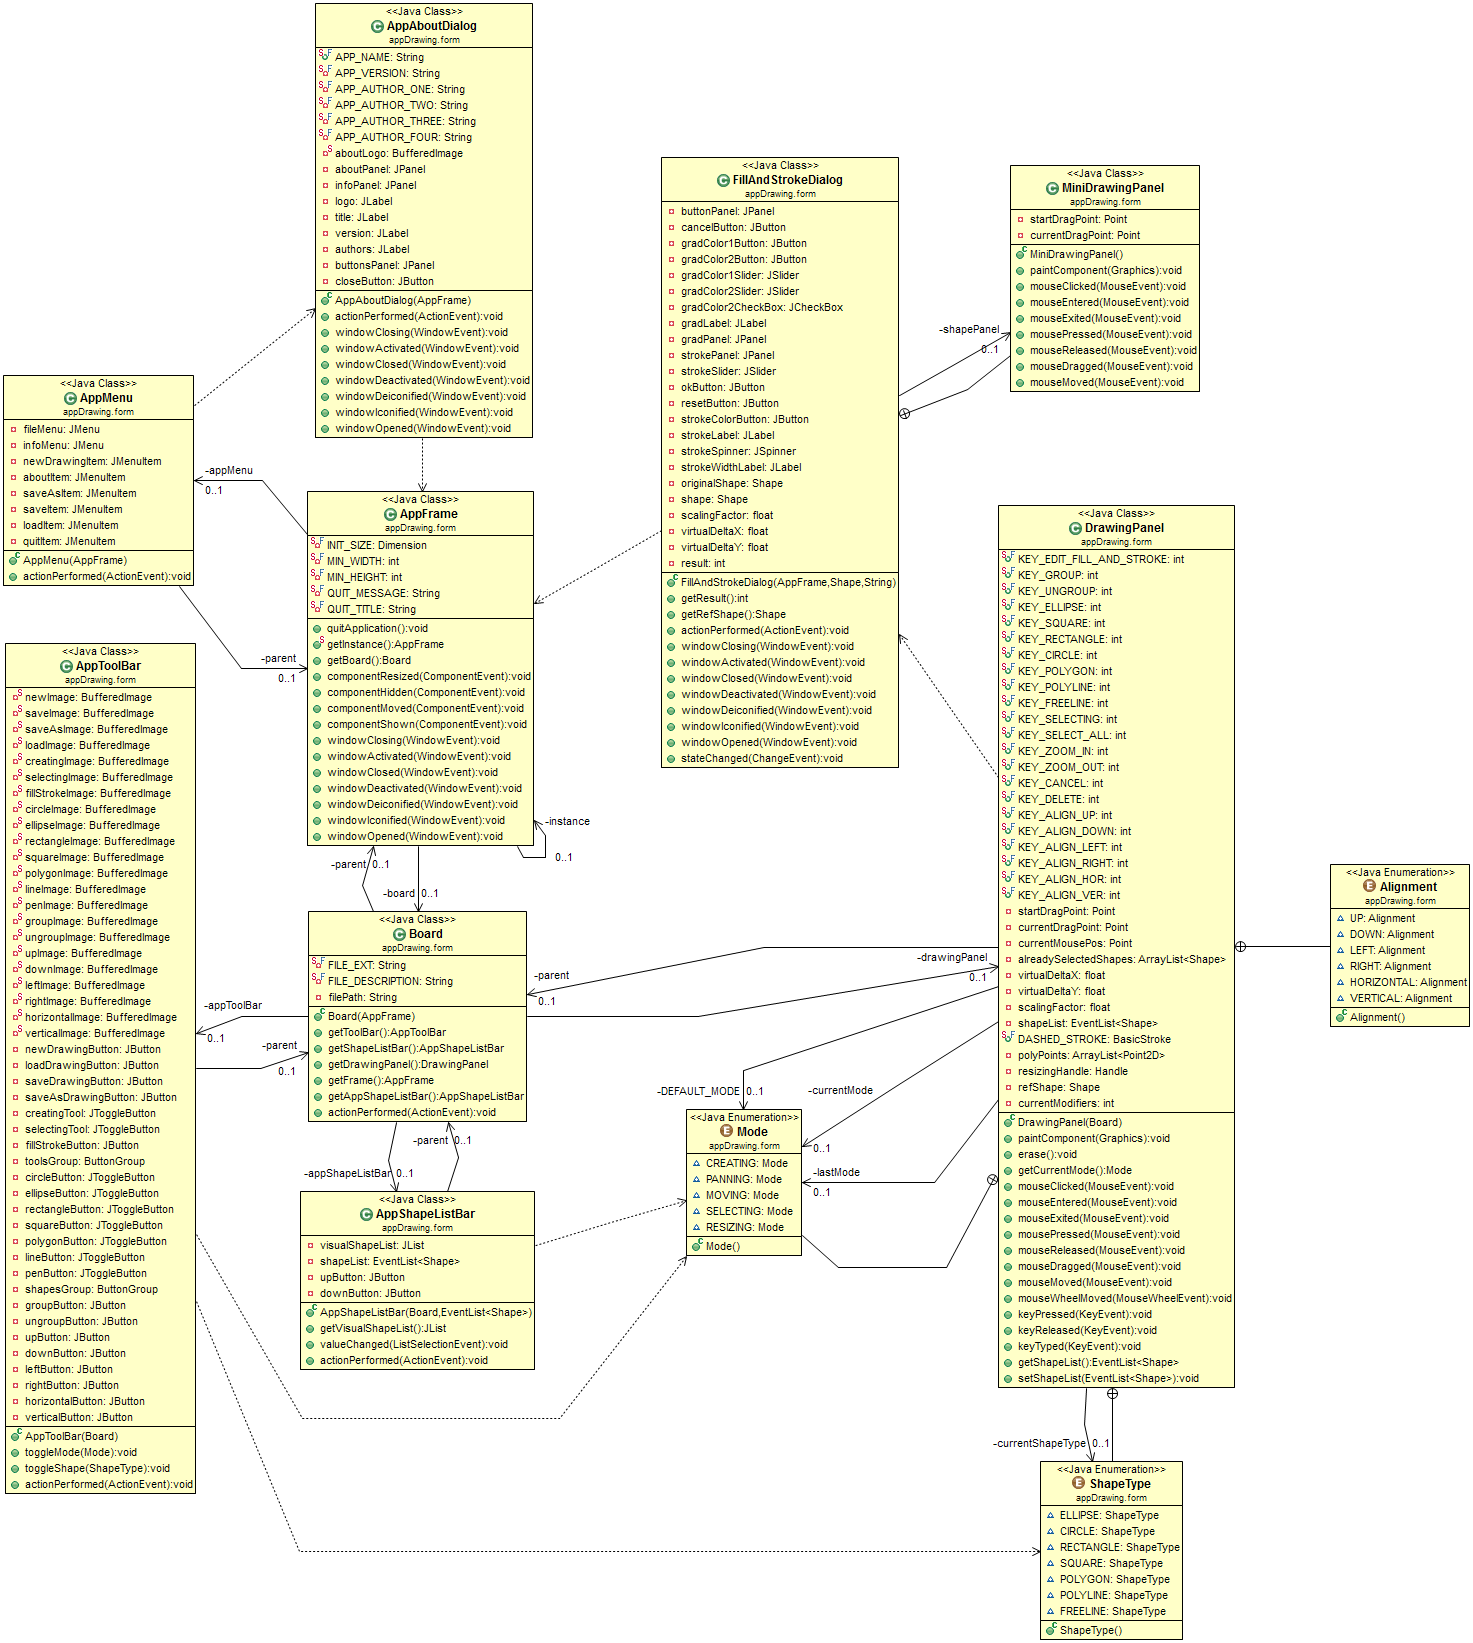 <<Java Class>>
AppAboutDialog
appDrawing.form
APP_NAME: String
APP_VERSION: String
APP_AUTHOR_ONE: String
APP_AUTHOR_TWO: String
APP_AUTHOR_THREE: String
APP_AUTHOR_FOUR: String
aboutLogo: BufferedImage
aboutPanel: JPanel
infoPanel: JPanel
logo: JLabel
title: JLabel
version: JLabel
authors: JLabel
buttonsPanel: JPanel
closeButton: JButton
AppAboutDialog(AppFrame)
actionPerformed(ActionEvent):void
windowClosing(WindowEvent):void
windowActivated(WindowEvent):void
windowClosed(WindowEvent):void
windowDeactivated(WindowEvent):void
windowDeiconified(WindowEvent):void
windowIconified(WindowEvent):void
windowOpened(WindowEvent):void
<<Java Class>>
FillAndStrokeDialog
appDrawing.form
buttonPanel: JPanel
cancelButton: JButton
gradColor1Button: JButton
gradColor2Button: JButton
gradColor1Slider: JSlider
gradColor2Slider: JSlider
gradColor2CheckBox: JCheckBox
gradLabel: JLabel
gradPanel: JPanel
strokePanel: JPanel
strokeSlider: JSlider
okButton: JButton
resetButton: JButton
strokeColorButton: JButton
strokeLabel: JLabel
strokeSpinner: JSpinner
strokeWidthLabel: JLabel
originalShape: Shape
shape: Shape
scalingFactor: float
virtualDeltaX: float
virtualDeltaY: float
result: int
FillAndStrokeDialog(AppFrame,Shape,String)
getResult():int
getRefShape():Shape
actionPerformed(ActionEvent):void
windowClosing(WindowEvent):void
windowActivated(WindowEvent):void
windowClosed(WindowEvent):void
windowDeactivated(WindowEvent):void
windowDeiconified(WindowEvent):void
windowIconified(WindowEvent):void
windowOpened(WindowEvent):void
stateChanged(ChangeEvent):void
-shapePanel
0..1
<<Java Class>>
MiniDrawingPanel
appDrawing.form
startDragPoint: Point
currentDragPoint: Point
MiniDrawingPanel()
paintComponent(Graphics):void
mouseClicked(MouseEvent):void
mouseEntered(MouseEvent):void
mouseExited(MouseEvent):void
mousePressed(MouseEvent):void
mouseReleased(MouseEvent):void
mouseDragged(MouseEvent):void
mouseMoved(MouseEvent):void
<<Java Class>>
AppMenu
appDrawing.form
fileMenu: JMenu
infoMenu: JMenu
newDrawingItem: JMenuItem
aboutItem: JMenuItem
saveAsItem: JMenuItem
saveItem: JMenuItem
loadItem: JMenuItem
quitItem: JMenuItem
AppMenu(AppFrame)
actionPerformed(ActionEvent):void
-appMenu
0..1
-parent
0..1
<<Java Class>>
AppFrame
appDrawing.form
INIT_SIZE: Dimension
MIN_WIDTH: int
MIN_HEIGHT: int
QUIT_MESSAGE: String
QUIT_TITLE: String
quitApplication():void
getInstance():AppFrame
getBoard():Board
componentResized(ComponentEvent):void
componentHidden(ComponentEvent):void
componentMoved(ComponentEvent):void
componentShown(ComponentEvent):void
windowClosing(WindowEvent):void
windowActivated(WindowEvent):void
windowClosed(WindowEvent):void
windowDeactivated(WindowEvent):void
windowDeiconified(WindowEvent):void
windowIconified(WindowEvent):void
windowOpened(WindowEvent):void
-instance
0..1
-parent 0..1
-board 0..1
<<Java Class>>
AppToolBar
appDrawing.form
newImage: BufferedImage
saveImage: BufferedImage
saveAsImage: BufferedImage
loadImage: BufferedImage
creatingImage: BufferedImage
selectingImage: BufferedImage
fillStrokeImage: BufferedImage
circleImage: BufferedImage
ellipseImage: BufferedImage
rectangleImage: BufferedImage
squareImage: BufferedImage
polygonImage: BufferedImage
lineImage: BufferedImage
penImage: BufferedImage
groupImage: BufferedImage
ungroupImage: BufferedImage
upImage: BufferedImage
downImage: BufferedImage
leftImage: BufferedImage
rightImage: BufferedImage
horizontalImage: BufferedImage
verticalImage: BufferedImage
newDrawingButton: JButton
loadDrawingButton: JButton
saveDrawingButton: JButton
saveAsDrawingButton: JButton
creatingTool: JToggleButton
selectingTool: JToggleButton
fillStrokeButton: JButton
toolsGroup: ButtonGroup
circleButton: JToggleButton
ellipseButton: JToggleButton
rectangleButton: JToggleButton
squareButton: JToggleButton
polygonButton: JToggleButton
lineButton: JToggleButton
penButton: JToggleButton
shapesGroup: ButtonGroup
groupButton: JButton
ungroupButton: JButton
upButton: JButton
downButton: JButton
leftButton: JButton
rightButton: JButton
horizontalButton: JButton
verticalButton: JButton
AppToolBar(Board)
toggleMode(Mode):void
toggleShape(ShapeType):void
actionPerformed(ActionEvent):void
-appToolBar
0..1
-parent
0..1
<<Java Class>>
Board
appDrawing.form
FILE_EXT: String
FILE_DESCRIPTION: String
filePath: String
Board(AppFrame)
getToolBar():AppToolBar
getShapeListBar():AppShapeListBar
getDrawingPanel():DrawingPanel
getFrame():AppFrame
getAppShapeListBar():AppShapeListBar
actionPerformed(ActionEvent):void
-parent 0..1
-appShapeListBar 0..1
<<Java Class>>
AppShapeListBar
appDrawing.form
visualShapeList: JList
shapeList: EventList<Shape>
upButton: JButton
downButton: JButton
AppShapeListBar(Board,EventList<Shape>)
getVisualShapeList():JList
valueChanged(ListSelectionEvent):void
actionPerformed(ActionEvent):void
-drawingPanel
0..1
-parent
0..1
-DEFAULT_MODE 0..1
-currentMode
0..1
-lastMode
0..1
<<Java Enumeration>>
Mode
appDrawing.form
CREATING: Mode
PANNING: Mode
MOVING: Mode
SELECTING: Mode
RESIZING: Mode
Mode()
<<Java Class>>
DrawingPanel
appDrawing.form
KEY_EDIT_FILL_AND_STROKE: int
KEY_GROUP: int
KEY_UNGROUP: int
KEY_ELLIPSE: int
KEY_SQUARE: int
KEY_RECTANGLE: int
KEY_CIRCLE: int
KEY_POLYGON: int
KEY_POLYLINE: int
KEY_FREELINE: int
KEY_SELECTING: int
KEY_SELECT_ALL: int
KEY_ZOOM_IN: int
KEY_ZOOM_OUT: int
KEY_CANCEL: int
KEY_DELETE: int
KEY_ALIGN_UP: int
KEY_ALIGN_DOWN: int
KEY_ALIGN_LEFT: int
KEY_ALIGN_RIGHT: int
KEY_ALIGN_HOR: int
KEY_ALIGN_VER: int
startDragPoint: Point
currentDragPoint: Point
currentMousePos: Point
alreadySelectedShapes: ArrayList<Shape>
virtualDeltaX: float
virtualDeltaY: float
scalingFactor: float
shapeList: EventList<Shape>
DASHED_STROKE: BasicStroke
polyPoints: ArrayList<Point2D>
resizingHandle: Handle
refShape: Shape
currentModifiers: int
DrawingPanel(Board)
paintComponent(Graphics):void
erase():void
getCurrentMode():Mode
mouseClicked(MouseEvent):void
mouseEntered(MouseEvent):void
mouseExited(MouseEvent):void
mousePressed(MouseEvent):void
mouseReleased(MouseEvent):void
mouseDragged(MouseEvent):void
mouseMoved(MouseEvent):void
mouseWheelMoved(MouseWheelEvent):void
keyPressed(KeyEvent):void
keyReleased(KeyEvent):void
keyTyped(KeyEvent):void
getShapeList():EventList<Shape>
setShapeList(EventList<Shape>):void
<<Java Enumeration>>
Alignment
appDrawing.form
UP: Alignment
DOWN: Alignment
LEFT: Alignment
RIGHT: Alignment
HORIZONTAL: Alignment
VERTICAL: Alignment
Alignment()
-currentShapeType 0..1
<<Java Enumeration>>
ShapeType
appDrawing.form
ELLIPSE: ShapeType
CIRCLE: ShapeType
RECTANGLE: ShapeType
SQUARE: ShapeType
POLYGON: ShapeType
POLYLINE: ShapeType
FREELINE: ShapeType
ShapeType()